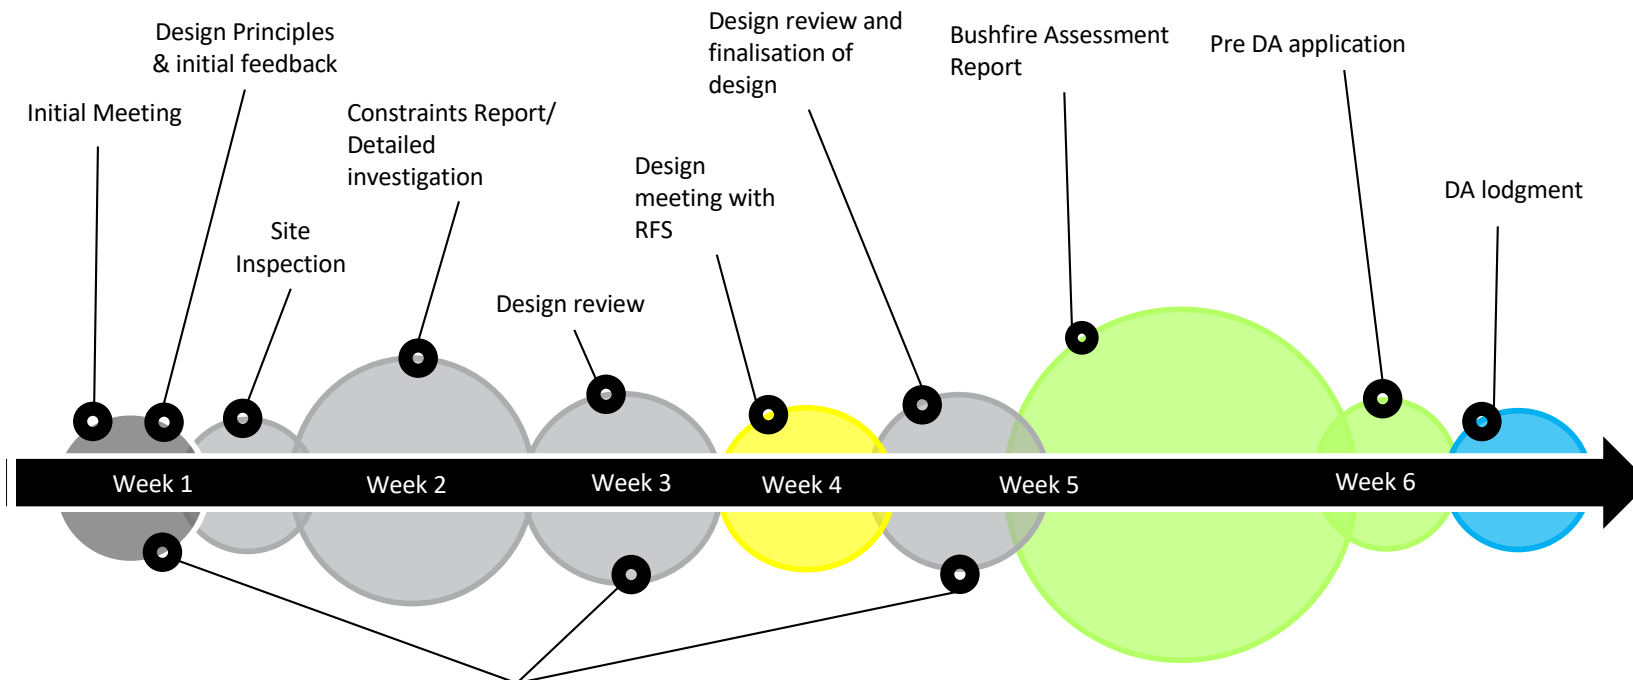 Design Principles
& initial feedback
Initial Meeting
Site
Inspection
Constraints Report/
Detailed
investigation
Design review
Design
meeting with
RFS
Design review and
finalisation of
design
Bushfire Assessment
Report
Pre DA application
DA lodgment
Week 1
Week 2
Week 3
Week 4
Week 5
Week 6